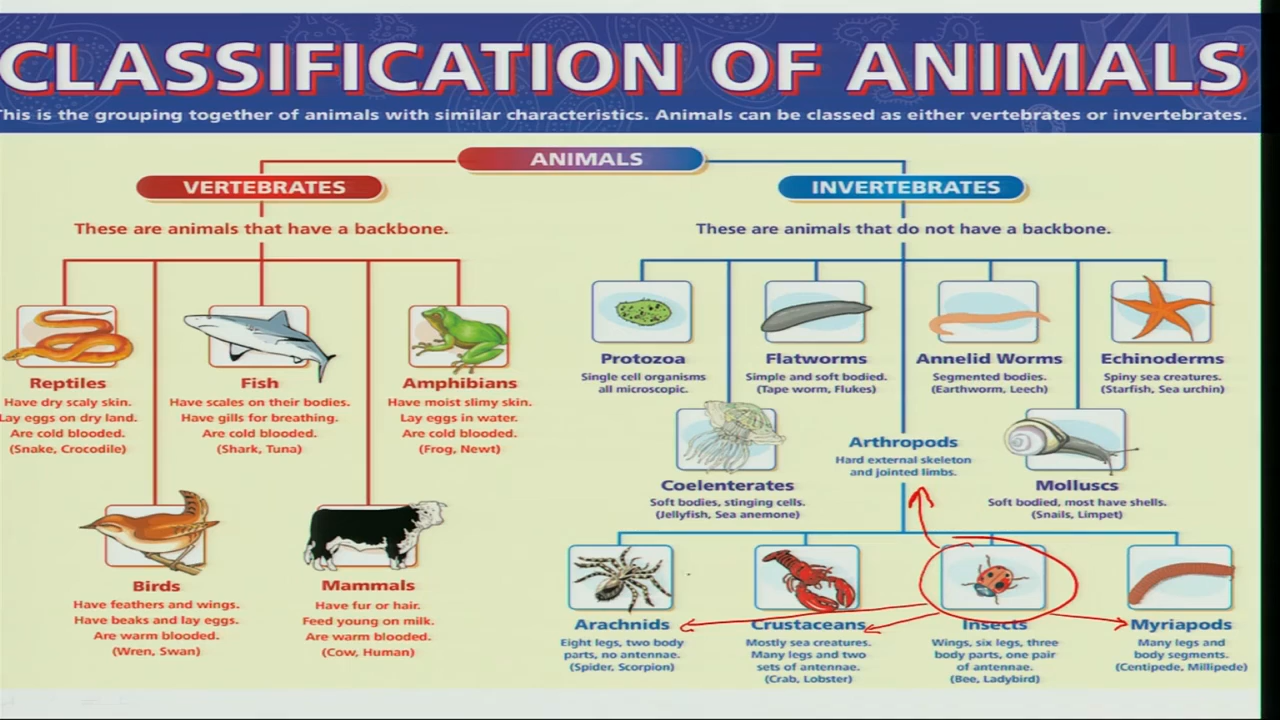 CLASSIFICATION OF ANIMALS
This is the grouping together of animals with similar characteristics. Animals can be classed as either vertebrates or invertebrates.
ANIMALS
VERTEBRATES
These are animals that have a backbone.
Reptiles
Have dry scaly skin.
Lay eggs on dry land.
Are cold blooded.
(Snake, Crocodile)
Fish
Have scales on their bodies.
Have gills for breathing.
Are cold blooded.
(Shark, Tuna)
Amphibians
Have moist slimy skin.
Lay eggs in water.
Are cold blooded.
(Frog, Newt)
Birds
Have feathers and wings.
Have beaks and lay eggs.
Are warm blooded.
(Wren, Swan)
Mammals
Have fur or hair.
Feed young on milk.
Are warm blooded.
(Cow, Human)
INVERTEBRATES
These are animals that do not have a backbone.
Protozoa
Single cell organisms
all microscopic.
Flatworms
Simple and soft bodied.
(Tape worm, Flukes)
Annelid Worms
Segmented bodies.
(Earthworm, Leech)
Echinoderms
Spiny sea creatures.
(Starfish, Sea urchin)
Coelenterates
Soft bodies, stinging cells.
(Jellyfish, Sea anemone)
Arthropods
Hard external skeleton
and jointed limbs.
Molluscs
Soft bodied, most have shells.
(Snails, Limpet)
Arachnids
Eight legs, two body
parts, no antennae.
(Spider, Scorpion)
Crustaceans
Mostly sea creatures.
Many legs and two
sets of antennae.
(Crab, Lobster)
Insects
Wings, six legs, three
body parts, one pair
of antennae.
(Bee, Ladybird)
Myriapods
Many legs and
body segments.
(Centipede, Millipede)